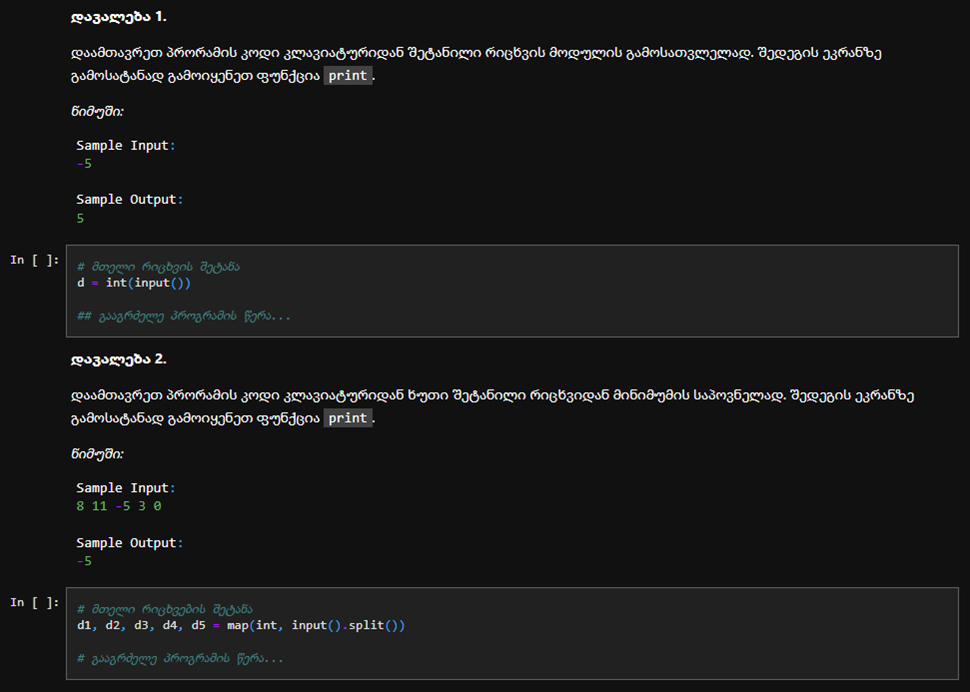 დავალება 1.
დაამთავრეთ პრორამის კოდი კლავიატურიდან შეტანილი რიცხვის მოდულის გამოსათვლელად. შედეგის ეკრანზე
გამოსატანად გამოიყენეთ ფუნქცია print.
ნიმუში:
Sample Input:
-5
Sample Output:
5
In [ ]:
# მთელი რიცხვის შეტანა
d = int(input())
## გააგრძელე პროგრამის წერა...
დავალება 2.
დაამთავრეთ პრორამის კოდი კლავიატურიდან ხუთი შეტანილი რიცხვიდან მინიმუმის საპოვნელად. შედეგის ეკრანზე
გამოსატანად გამოიყენეთ ფუნქცია print.
ნიმუში:
Sample Input:
8 11 -5 3 0
Sample Output:
-5
In [ ]:
# მთელი რიცხვების შეტანა
d1, d2, d3, d4, d5 = map(int, input().split())
# გააგრძელე პროგრამის წერა...